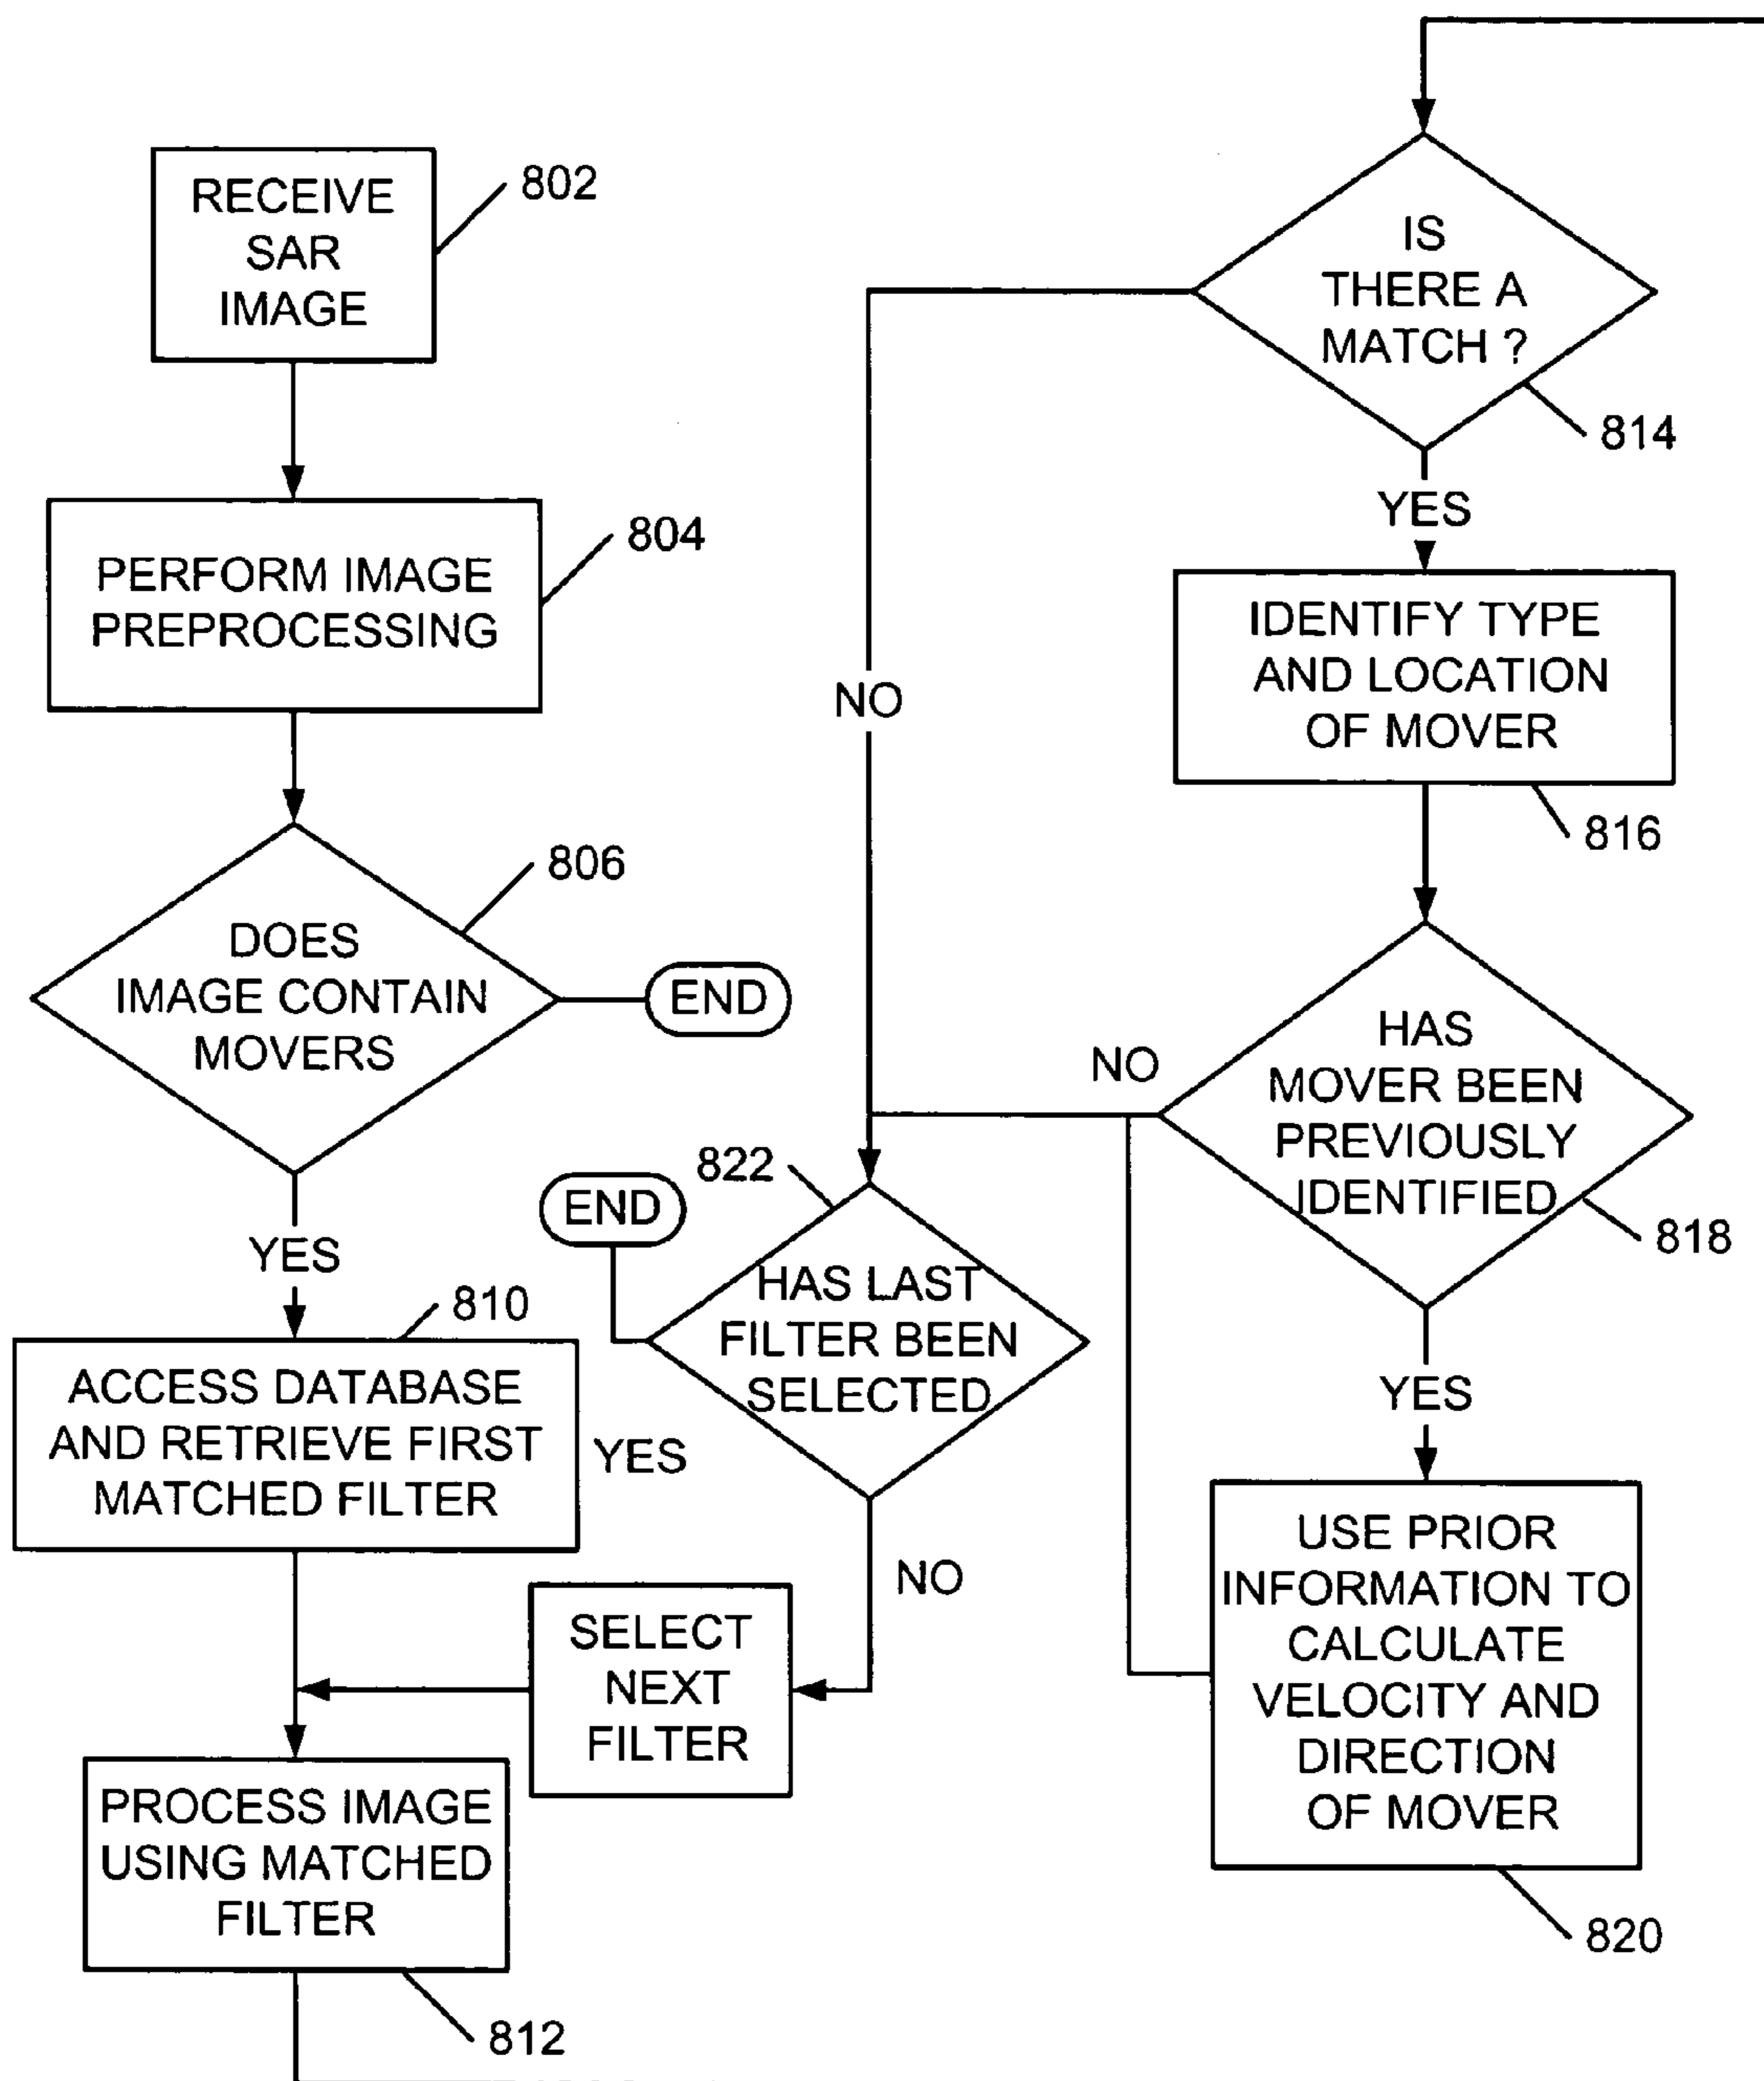 RECEIVE
SAR
IMAGE
802
PERFORM IMAGE
PREPROCESSING
804
DOES
IMAGE CONTAIN
MOVERS
806
END
YES
ACCESS DATABASE
AND RETRIEVE FIRST
MATCHED FILTER
810
PROCESS IMAGE
USING MATCHED
FILTER
812
IS
THERE A
MATCH ?
814
NO
YES
IDENTIFY TYPE
AND LOCATION
OF MOVER
816
HAS
MOVER BEEN
PREVIOUSLY
IDENTIFIED
818
NO
YES
USE PRIOR
INFORMATION TO
CALCULATE
VELOCITY AND
DIRECTION
OF MOVER
820
HAS LAST
FILTER BEEN
SELECTED
822
END
YES
NO
SELECT
NEXT
FILTER